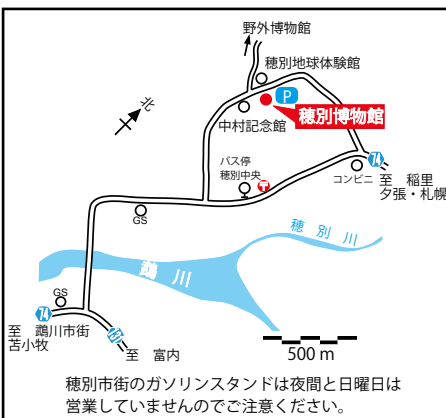 野外博物館
穂別地球体験館
P
穂別博物館
中村記念館
北
バス停
穂別中央
〒
74
コンビニ
至 稲里
夕張・札幌
GS
穂別川
鵡川
GS
74
131
至 鵡川市街
苫小牧
至 富内
500 m
穂別市街のガソリンスタンドは夜間と日曜日は
営業していませんのでご注意ください。